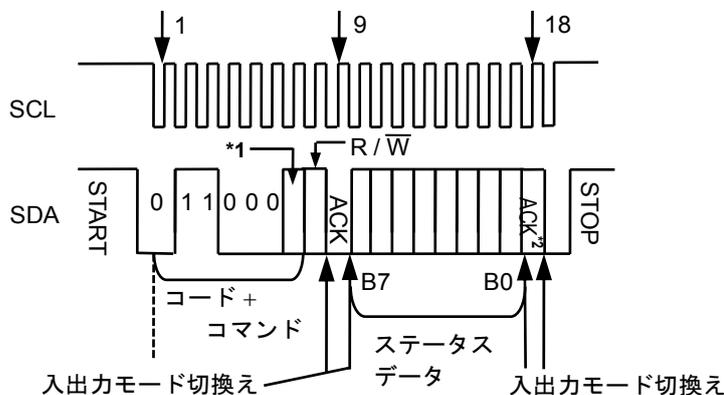 1
9
18
SCL
*1
R / W
SDA
START
0
1 1
0 0 0
ACK
ACK*2
STOP
B7
B0
コード +
コマンド
ステータス
データ
入出力モード切換え
入出力モード切換え